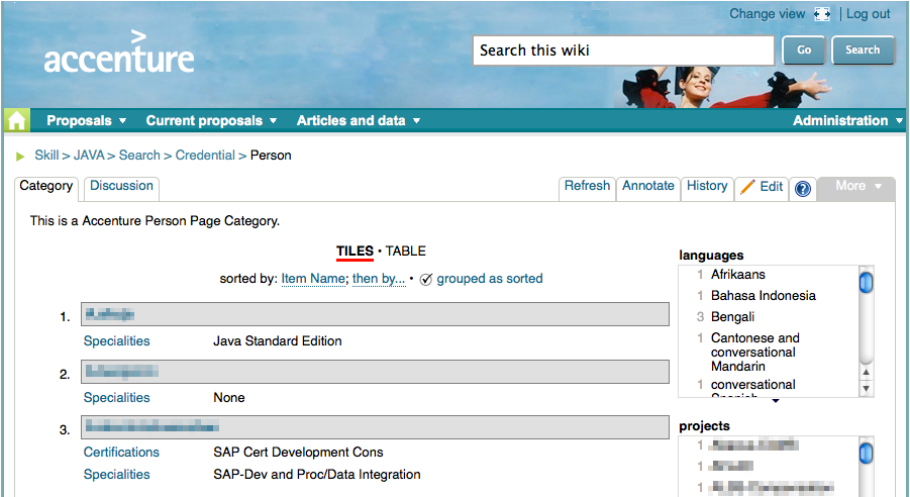 Change view | Log out
accenture
Search this wiki Go Search
Proposals Current proposals Articles and data Administration
Skill > JAVA > Search > Credential > Person
Category Discussion Refresh Annotate History Edit ? More
This is a Accenture Person Page Category.
TILES • TABLE
sorted by: Item Name; then by... • grouped as sorted
1.
Specialities Java Standard Edition
2.
Specialities None
3.
Certifications SAP Cert Development Cons
Specialities SAP-Dev and Proc/Data Integration
languages
1 Afrikaans
1 Bahasa Indonesia
3 Bengali
1 Cantonese and
conversational
Mandarin
1 conversational
projects
1
1
1